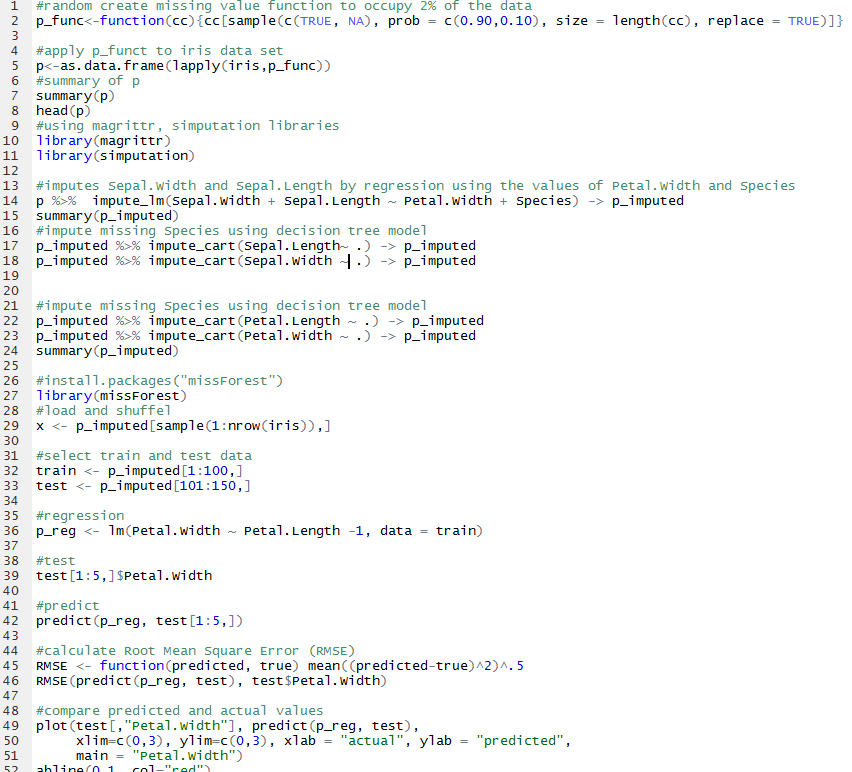 1 #random create missing value function to occupy 2% of the data
2 p_func<-function(cc){cc[sample(c(TRUE, NA), prob = c(0.90,0.10), size = length(cc), replace = TRUE)]}
3
4 #apply p_funct to iris data set
5 p<-as.data.frame(lapply(iris,p_func))
6 #summary of p
7 summary(p)
8 head(p)
9 #using magrittr, simputation libraries
10 library(magrittr)
11 library(simputation)
12
13 #imputes Sepal.Width and Sepal.Length by regression using the values of Petal.Width and Species
14 p %>% impute_lm(Sepal.Width + Sepal.Length ~ Petal.Width + Species) -> p_imputed
15 summary(p_imputed)
16 #impute missing Species using decision tree model
17 p_imputed %>% impute_cart(Sepal.Length~ .) -> p_imputed
18 p_imputed %>% impute_cart(Sepal.Width ~ .) -> p_imputed
19
20
21 #impute missing Species using decision tree model
22 p_imputed %>% impute_cart(Petal.Length ~ .) -> p_imputed
23 p_imputed %>% impute_cart(Petal.Width ~ .) -> p_imputed
24 summary(p_imputed)
25
26 #install.packages("missForest")
27 library(missForest)
28 #load and shuffel
29 x <- p_imputed[sample(1:nrow(iris)),]
30
31 #select train and test data
32 train <- p_imputed[1:100,]
33 test <- p_imputed[101:150,]
34
35 #regression
36 p_reg <- lm(Petal.Width ~ Petal.Length -1, data = train)
37
38 #test
39 test[1:5,]$Petal.Width
40
41 #predict
42 predict(p_reg, test[1:5,])
43
44 #calculate Root Mean Square Error (RMSE)
45 RMSE <- function(predicted, true) mean((predicted-true)^2)^.5
46 RMSE(predict(p_reg, test), test$Petal.Width)
47
48 #compare predicted and actual values
49 plot(test[,"Petal.Width"], predict(p_reg, test),
50 xlim=c(0,3), ylim=c(0,3), xlab = "actual", ylab = "predicted",
51 main = "Petal.Width")
52 abline(0,1, col="red")